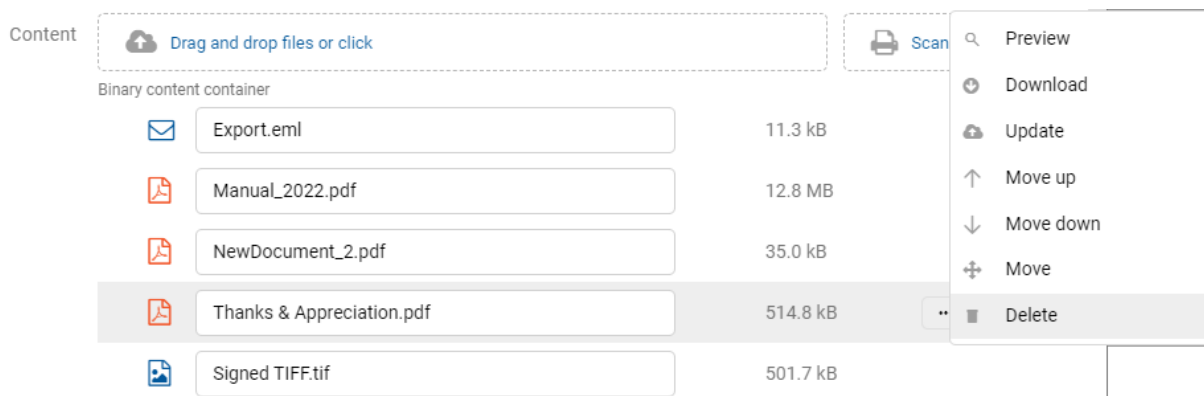 Content
Drag and drop files or click
Scan
Binary content container
Export.eml 11.3 kB
Manual_2022.pdf 12.8 MB
NewDocument_2.pdf 35.0 kB
Thanks & Appreciation.pdf 514.8 kB
Signed TIFF.tif 501.7 kB
Preview
Download
Update
Move up
Move down
Move
Delete